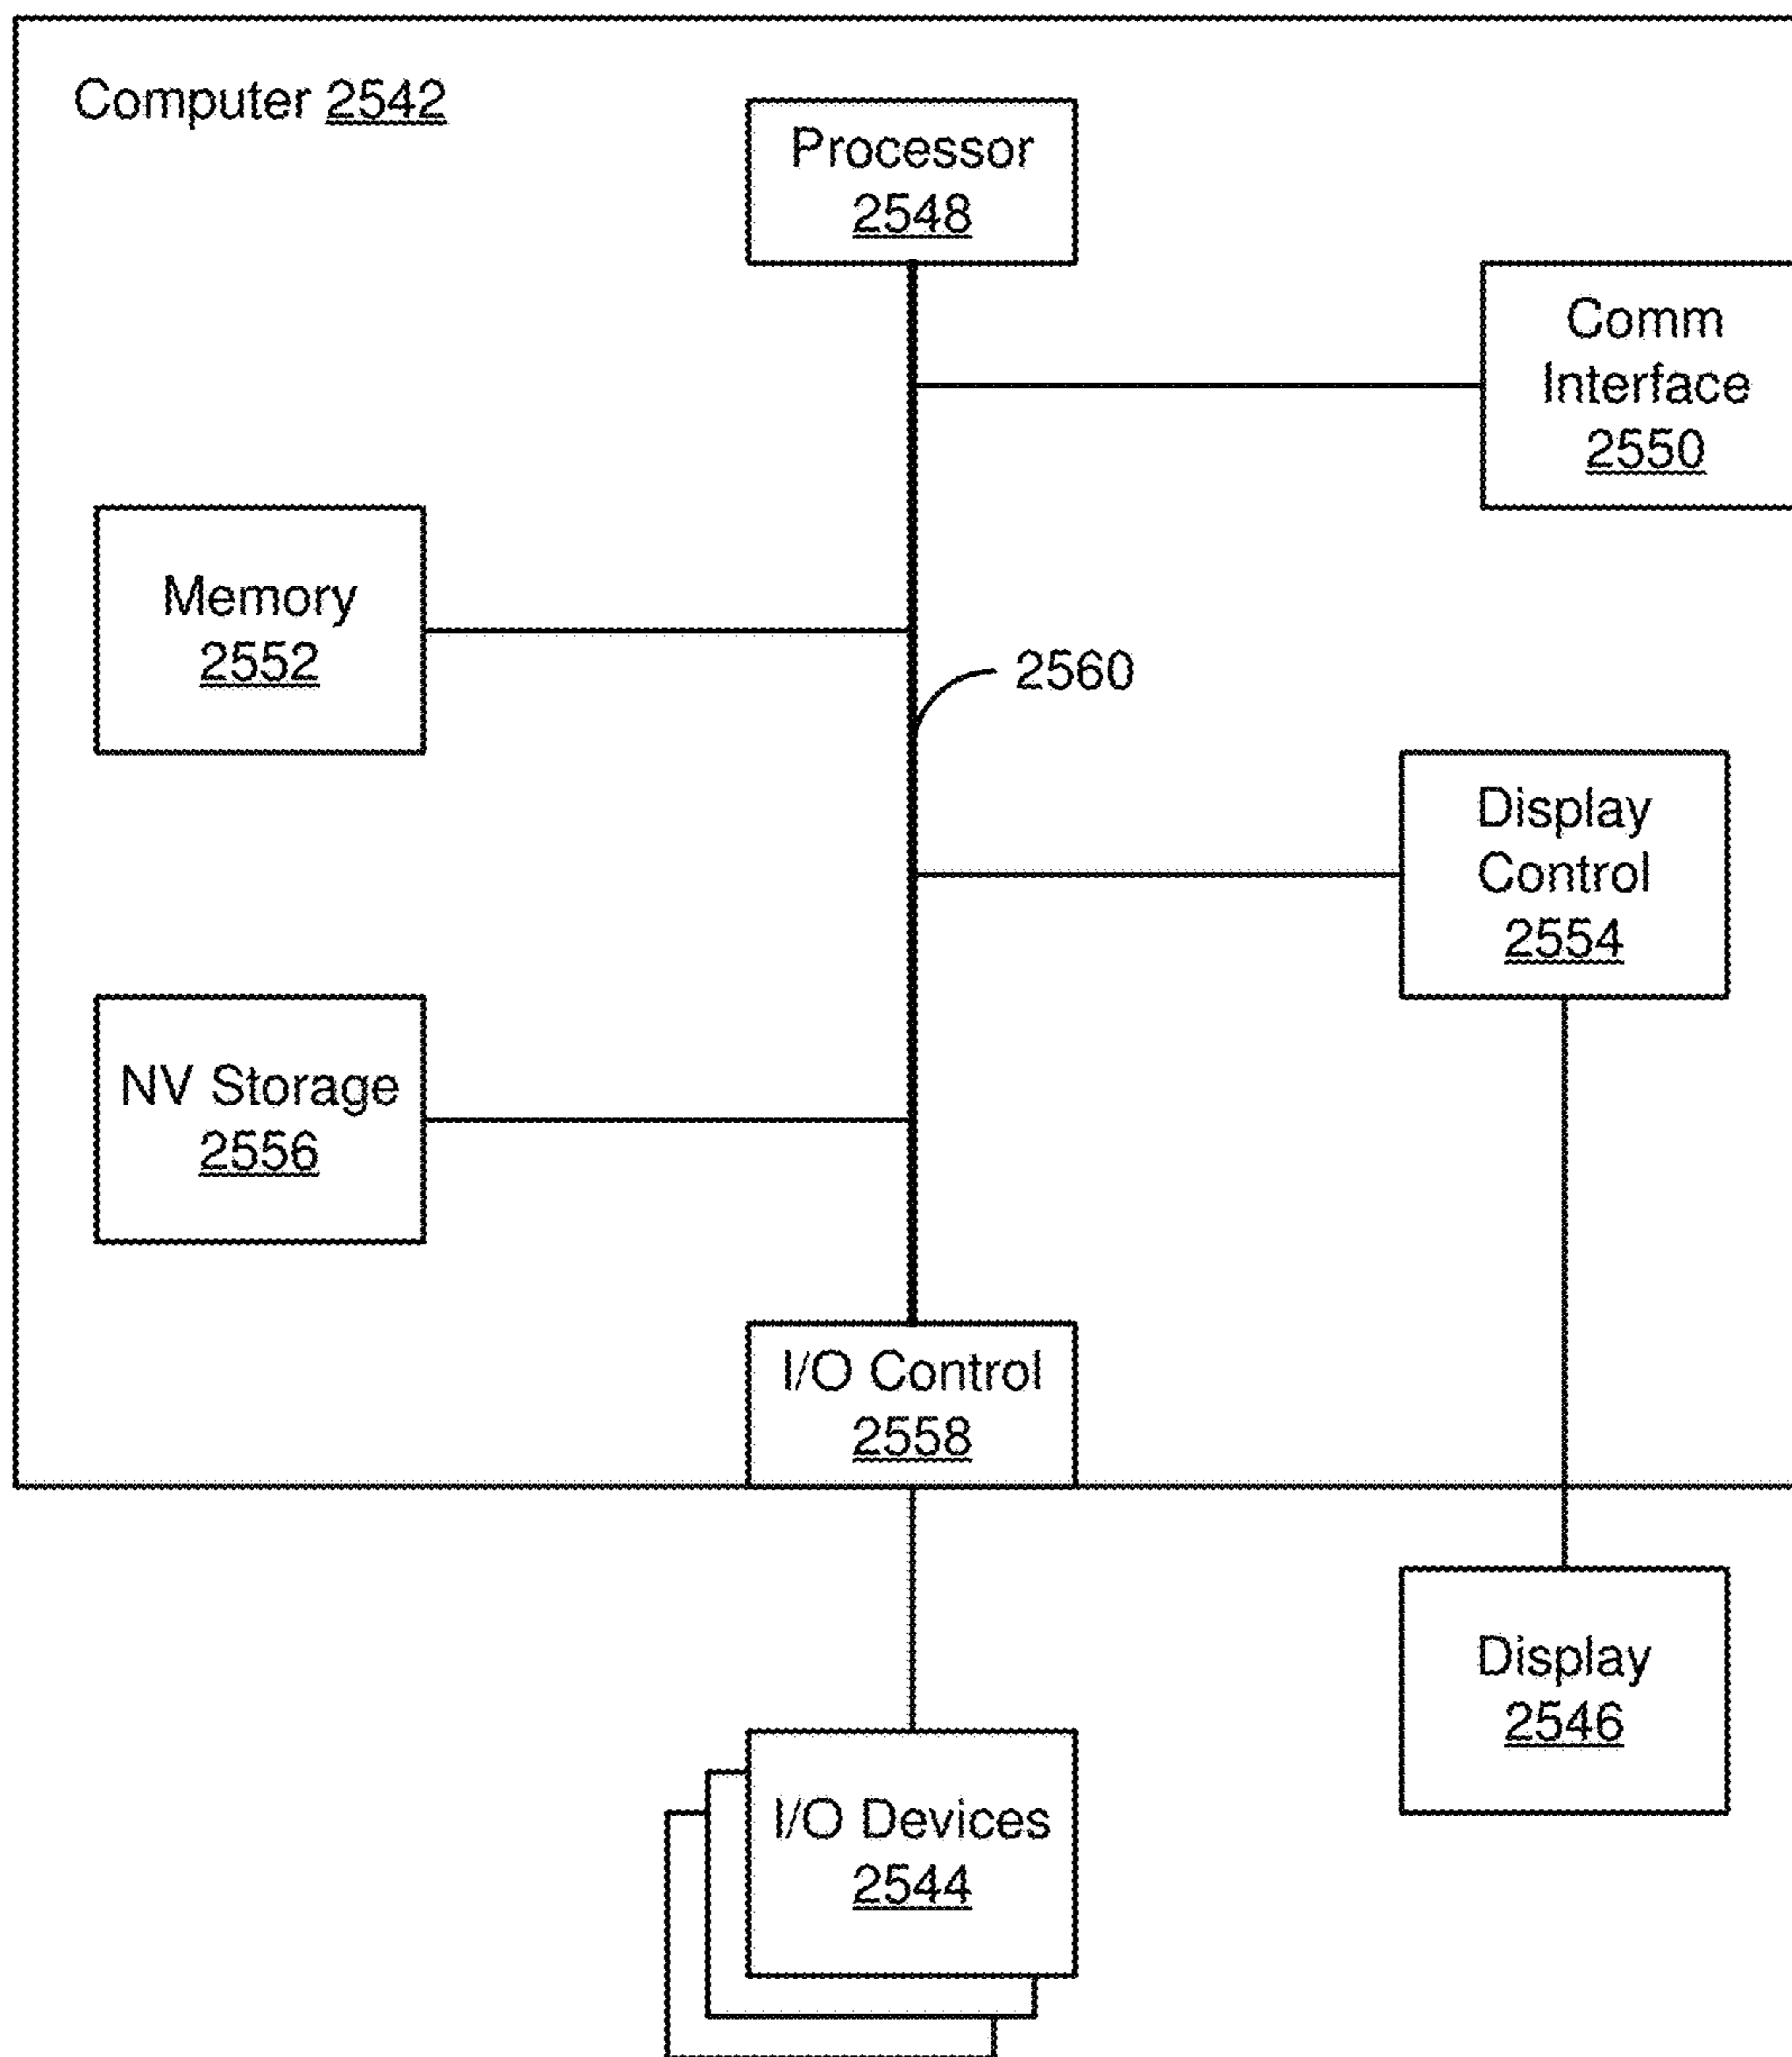 Computer 2542
Processor
2548
Comm
Interface
2550
Memory
2552
2560
Display
Control
2554
NV Storage
2556
I/O Control
2558
Display
2546
I/O Devices
2544